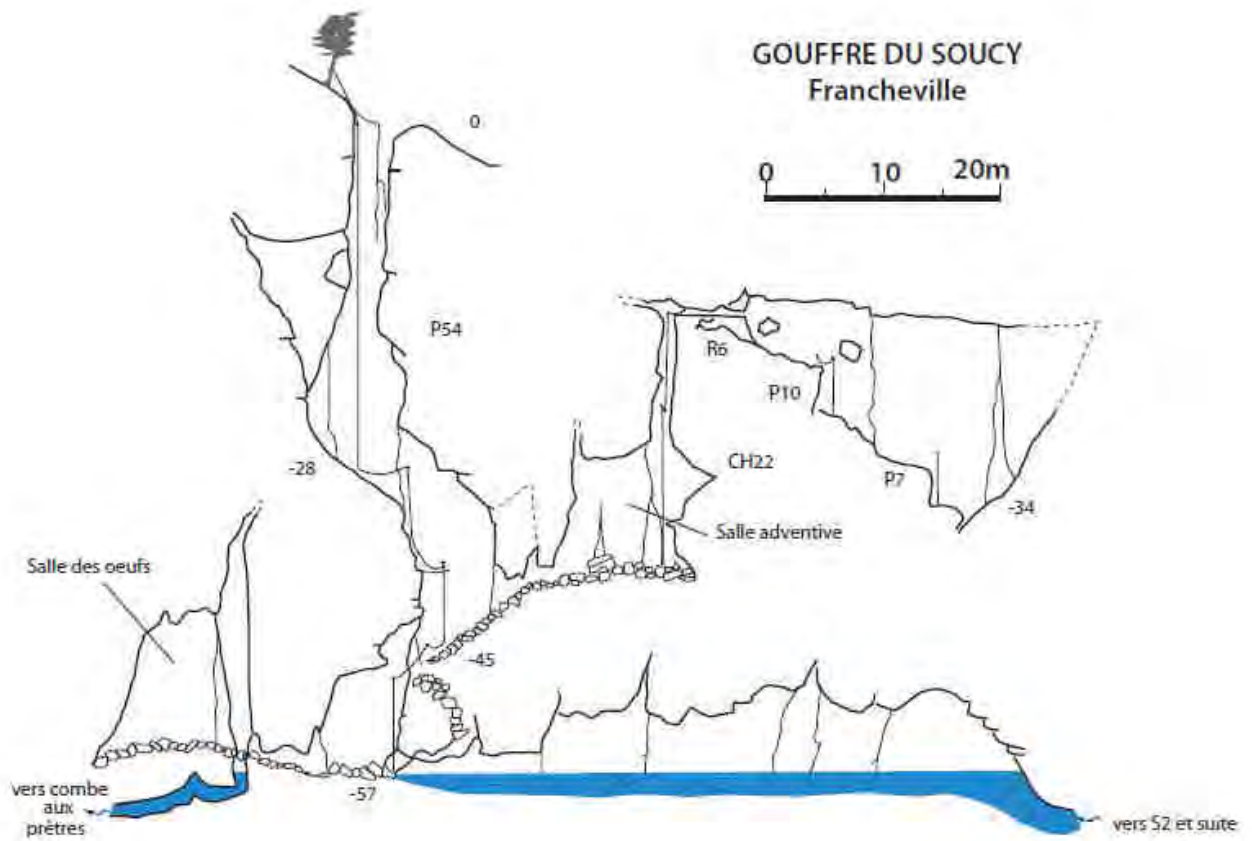 GOUFFRE DU SOUCY
Francheville
0 10 20m
0
P54
R6
P10
-28
CH22
P7
-34
Salle adventive
Salle des oeufs
-45
-57
vers combe
aux
prètres
vers S2 et suite